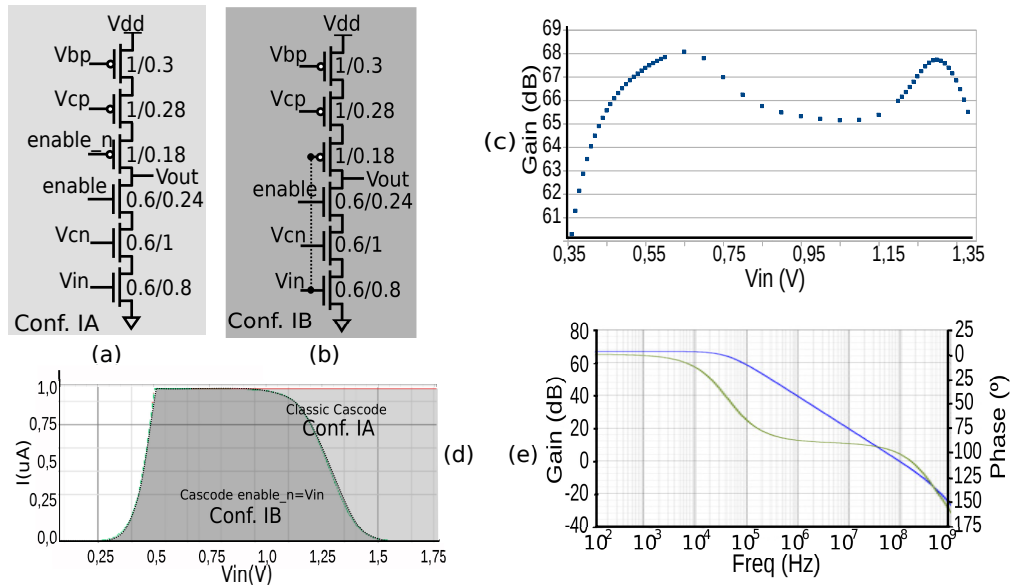 Vdd
Vbp
1/0.3
Vcp
1/0.28
enable_n
1/0.18
Vout
enable
0.6/0.24
Vcn
0.6/1
Vin
0.6/0.8
Conf. IA
(a)
Vdd
Vbp
1/0.3
Vcp
1/0.28
1/0.18
Vout
enable
0.6/0.24
Vcn
0.6/1
Vin
0.6/0.8
Conf. IB
(b)
(c)
Gain (dB)
69
68
67
66
65
64
63
62
61
60
0,35 0,55 0,75 0,95 1,15 1,35
Vin (V)
I(uA)
1,0
0,75
0,5
0,25
0,0
Classic Cascode
Conf. IA
Cascode enable_n=Vin
Conf. IB
0,25 0,5 0,75 1,0 1,25 1,5 1,75
Vin(V)
(d)
(e)
Gain (dB)
80
60
40
20
0
-20
-40
25
0
25
50
75
100
125
150
175
Phase (º)
10² 10³ 10⁴ 10⁵ 10⁶ 10⁷ 10⁸ 10⁹
Freq (Hz)